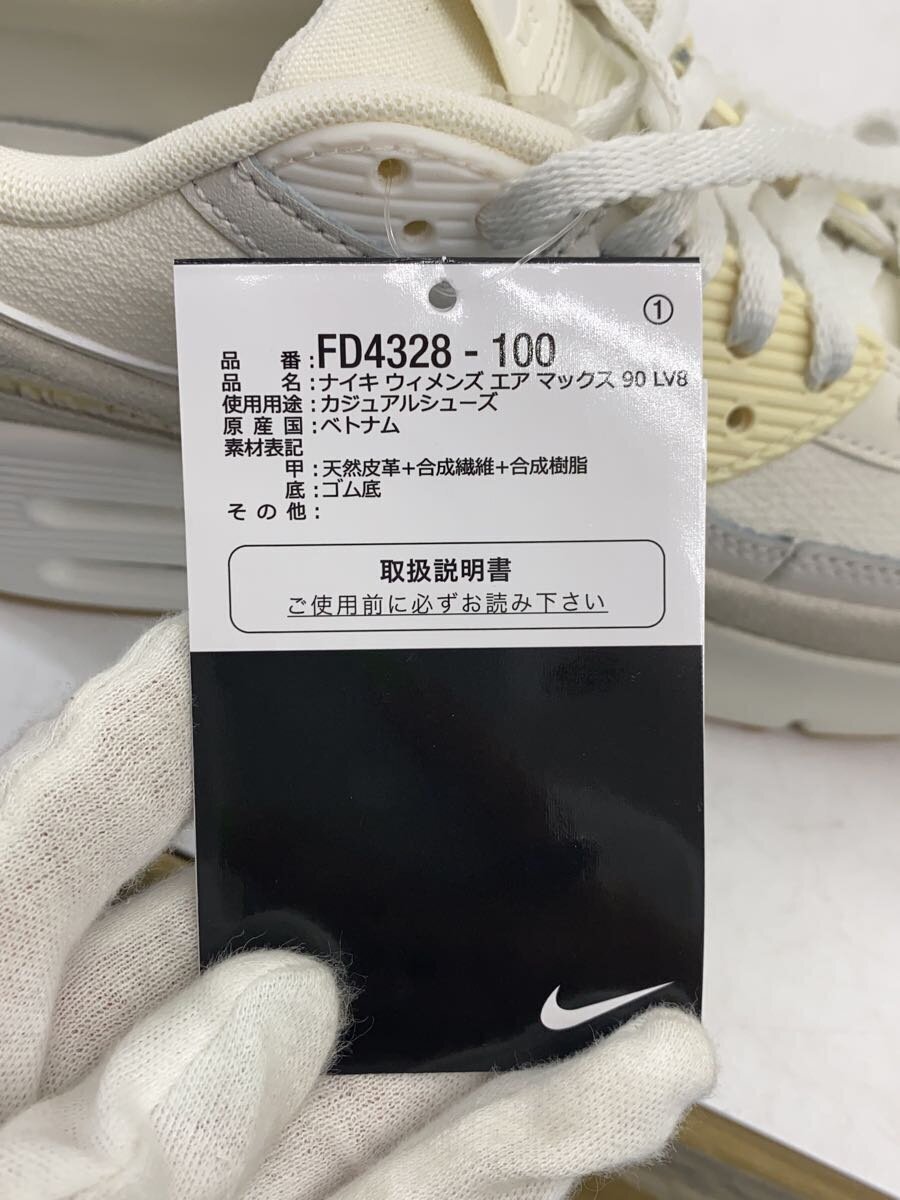 ①
品 番:FD4328 - 100
品 名:ナイキ ウィメンズ エア マックス 90 LV8
使用用途:カジュアルシューズ
原 産 国:ベトナム
素材表記
甲:天然皮革+合成繊維+合成樹脂
底:ゴム底
そ の 他:
取扱説明書
ご使用前に必ずお読み下さい